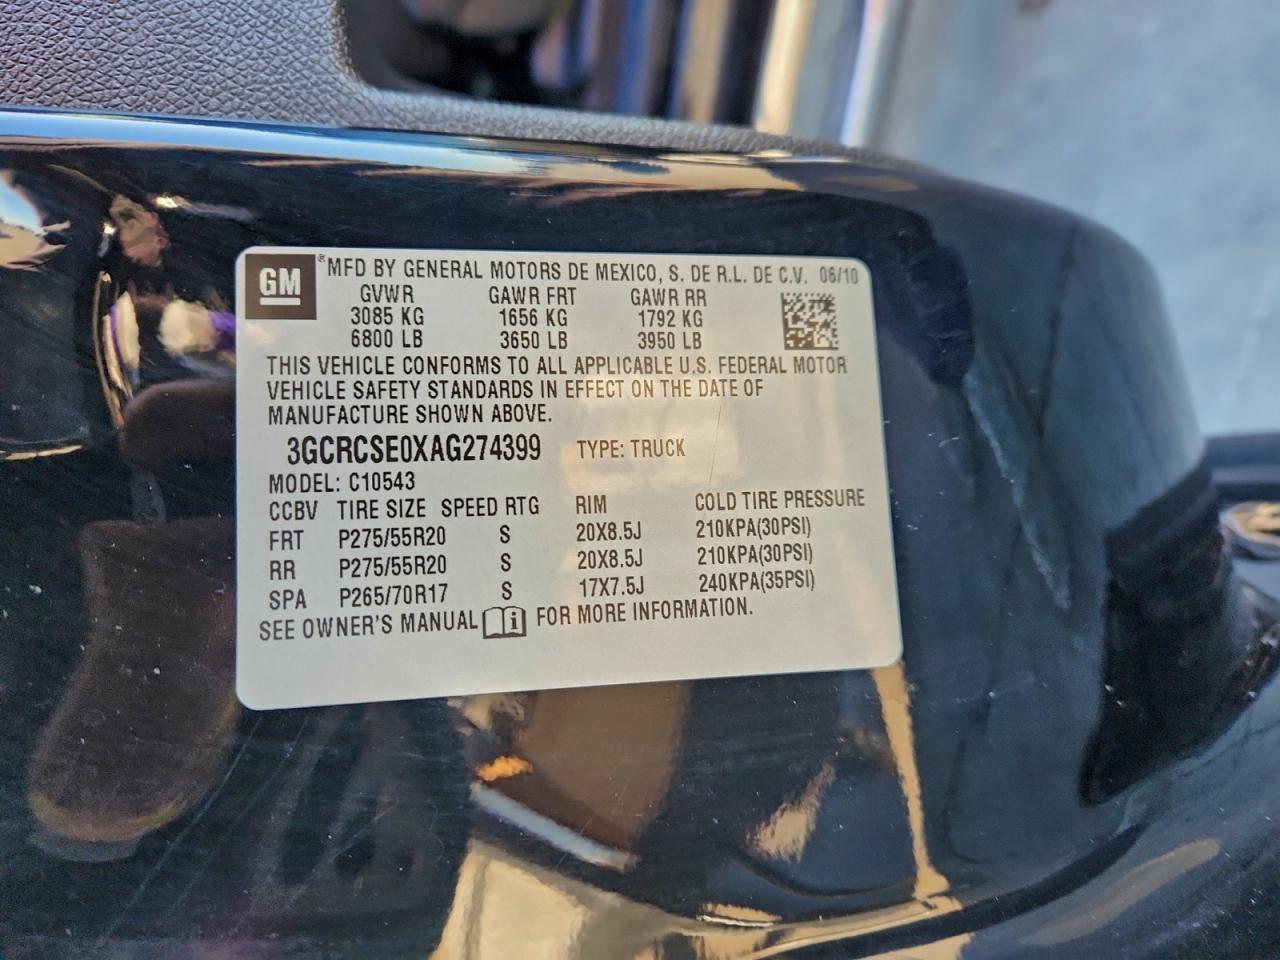 GM ® MFD BY GENERAL MOTORS DE MEXICO, S. DE R.L. DE C.V. 06/10
GVWR GAWR FRT GAWR RR
3085 KG 1656 KG 1792 KG
6800 LB 3650 LB 3950 LB
THIS VEHICLE CONFORMS TO ALL APPLICABLE U.S. FEDERAL MOTOR
VEHICLE SAFETY STANDARDS IN EFFECT ON THE DATE OF
MANUFACTURE SHOWN ABOVE.
3GCRCSE0XAG274399 TYPE: TRUCK
MODEL: C10543
CCBV TIRE SIZE SPEED RTG RIM COLD TIRE PRESSURE
FRT P275/55R20 S 20X8.5J 210KPA(30PSI)
RR P275/55R20 S 20X8.5J 210KPA(30PSI)
SPA P265/70R17 S 17X7.5J 240KPA(35PSI)
SEE OWNER'S MANUAL i FOR MORE INFORMATION.